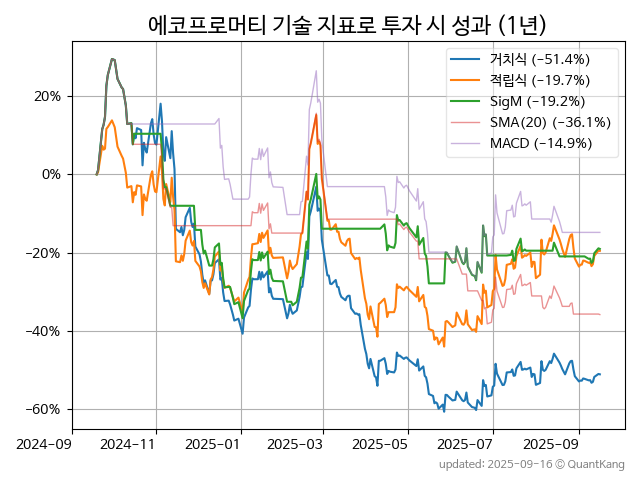 에코프로머티 기술 지표로 투자 시 성과 (1년)
거치식 (−51.4%)
적립식 (−19.7%)
SigM (−19.2%)
SMA(20) (−36.1%)
MACD (−14.9%)
20%
0%
−20%
−40%
−60%
2024-09 2024-11 2025-01 2025-03 2025-05 2025-07 2025-09
updated: 2025-09-16 © QuantKang